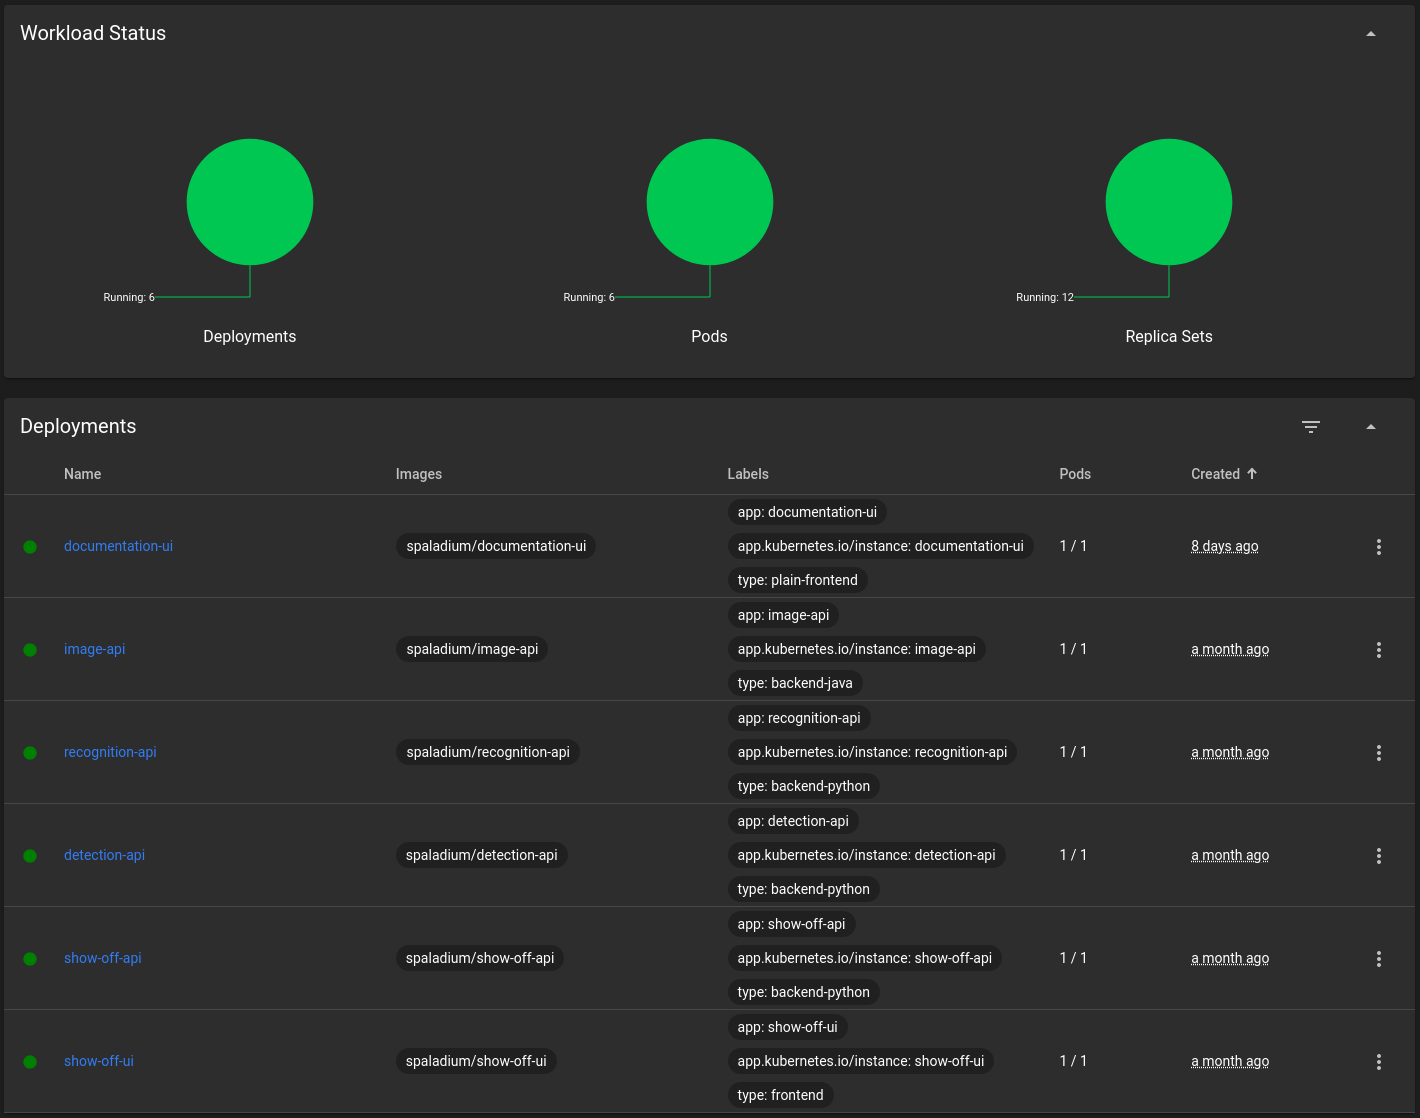 Workload Status
Running: 6
Running: 6
Running: 12
Deployments
Pods
Replica Sets
Deployments
Name Images Labels Pods Created
app: documentation-ui
documentation-ui spaladium/documentation-ui app.kubernetes.io/instance: documentation-ui 1 / 1 8 days ago
type: plain-frontend
app: image-api
image-api spaladium/image-api app.kubernetes.io/instance: image-api 1 / 1 a month ago
type: backend-java
app: recognition-api
recognition-api spaladium/recognition-api app.kubernetes.io/instance: recognition-api 1 / 1 a month ago
type: backend-python
app: detection-api
detection-api spaladium/detection-api app.kubernetes.io/instance: detection-api 1 / 1 a month ago
type: backend-python
app: show-off-api
show-off-api spaladium/show-off-api app.kubernetes.io/instance: show-off-api 1 / 1 a month ago
type: backend-python
app: show-off-ui
show-off-ui spaladium/show-off-ui app.kubernetes.io/instance: show-off-ui 1 / 1 a month ago
type: frontend